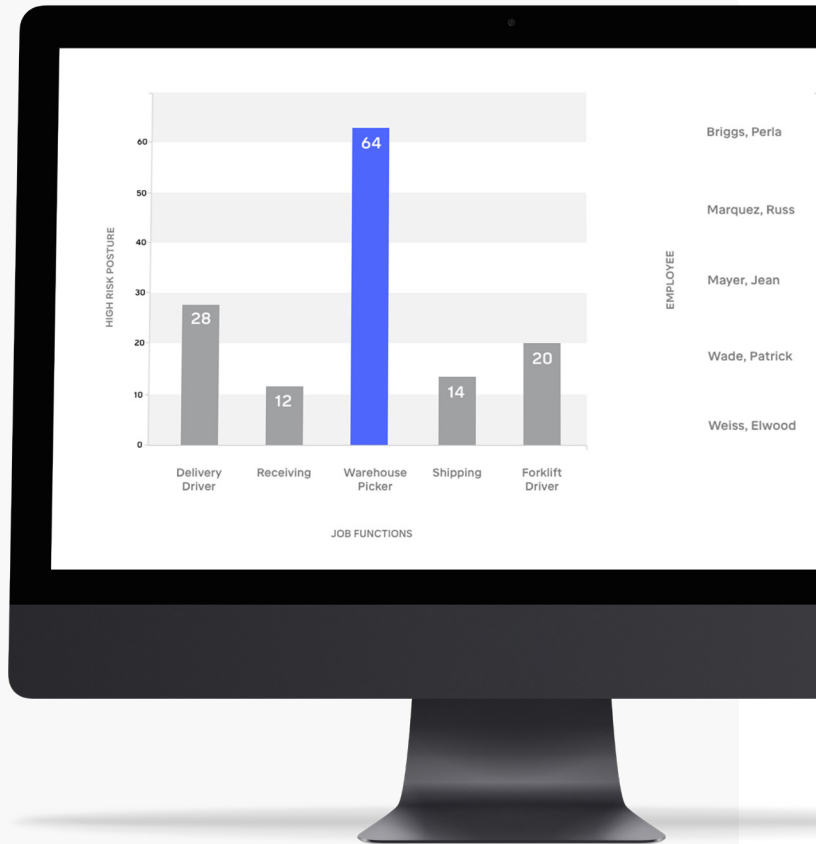 HIGH RISK POSTURE
60
50
40
30
20
10
0
28
12
64
14
20
Delivery
Driver
Receiving
Warehouse
Picker
Shipping
Forklift
Driver
JOB FUNCTIONS
EMPLOYEE
Briggs, Perla
Marquez, Russ
Mayer, Jean
Wade, Patrick
Weiss, Elwood